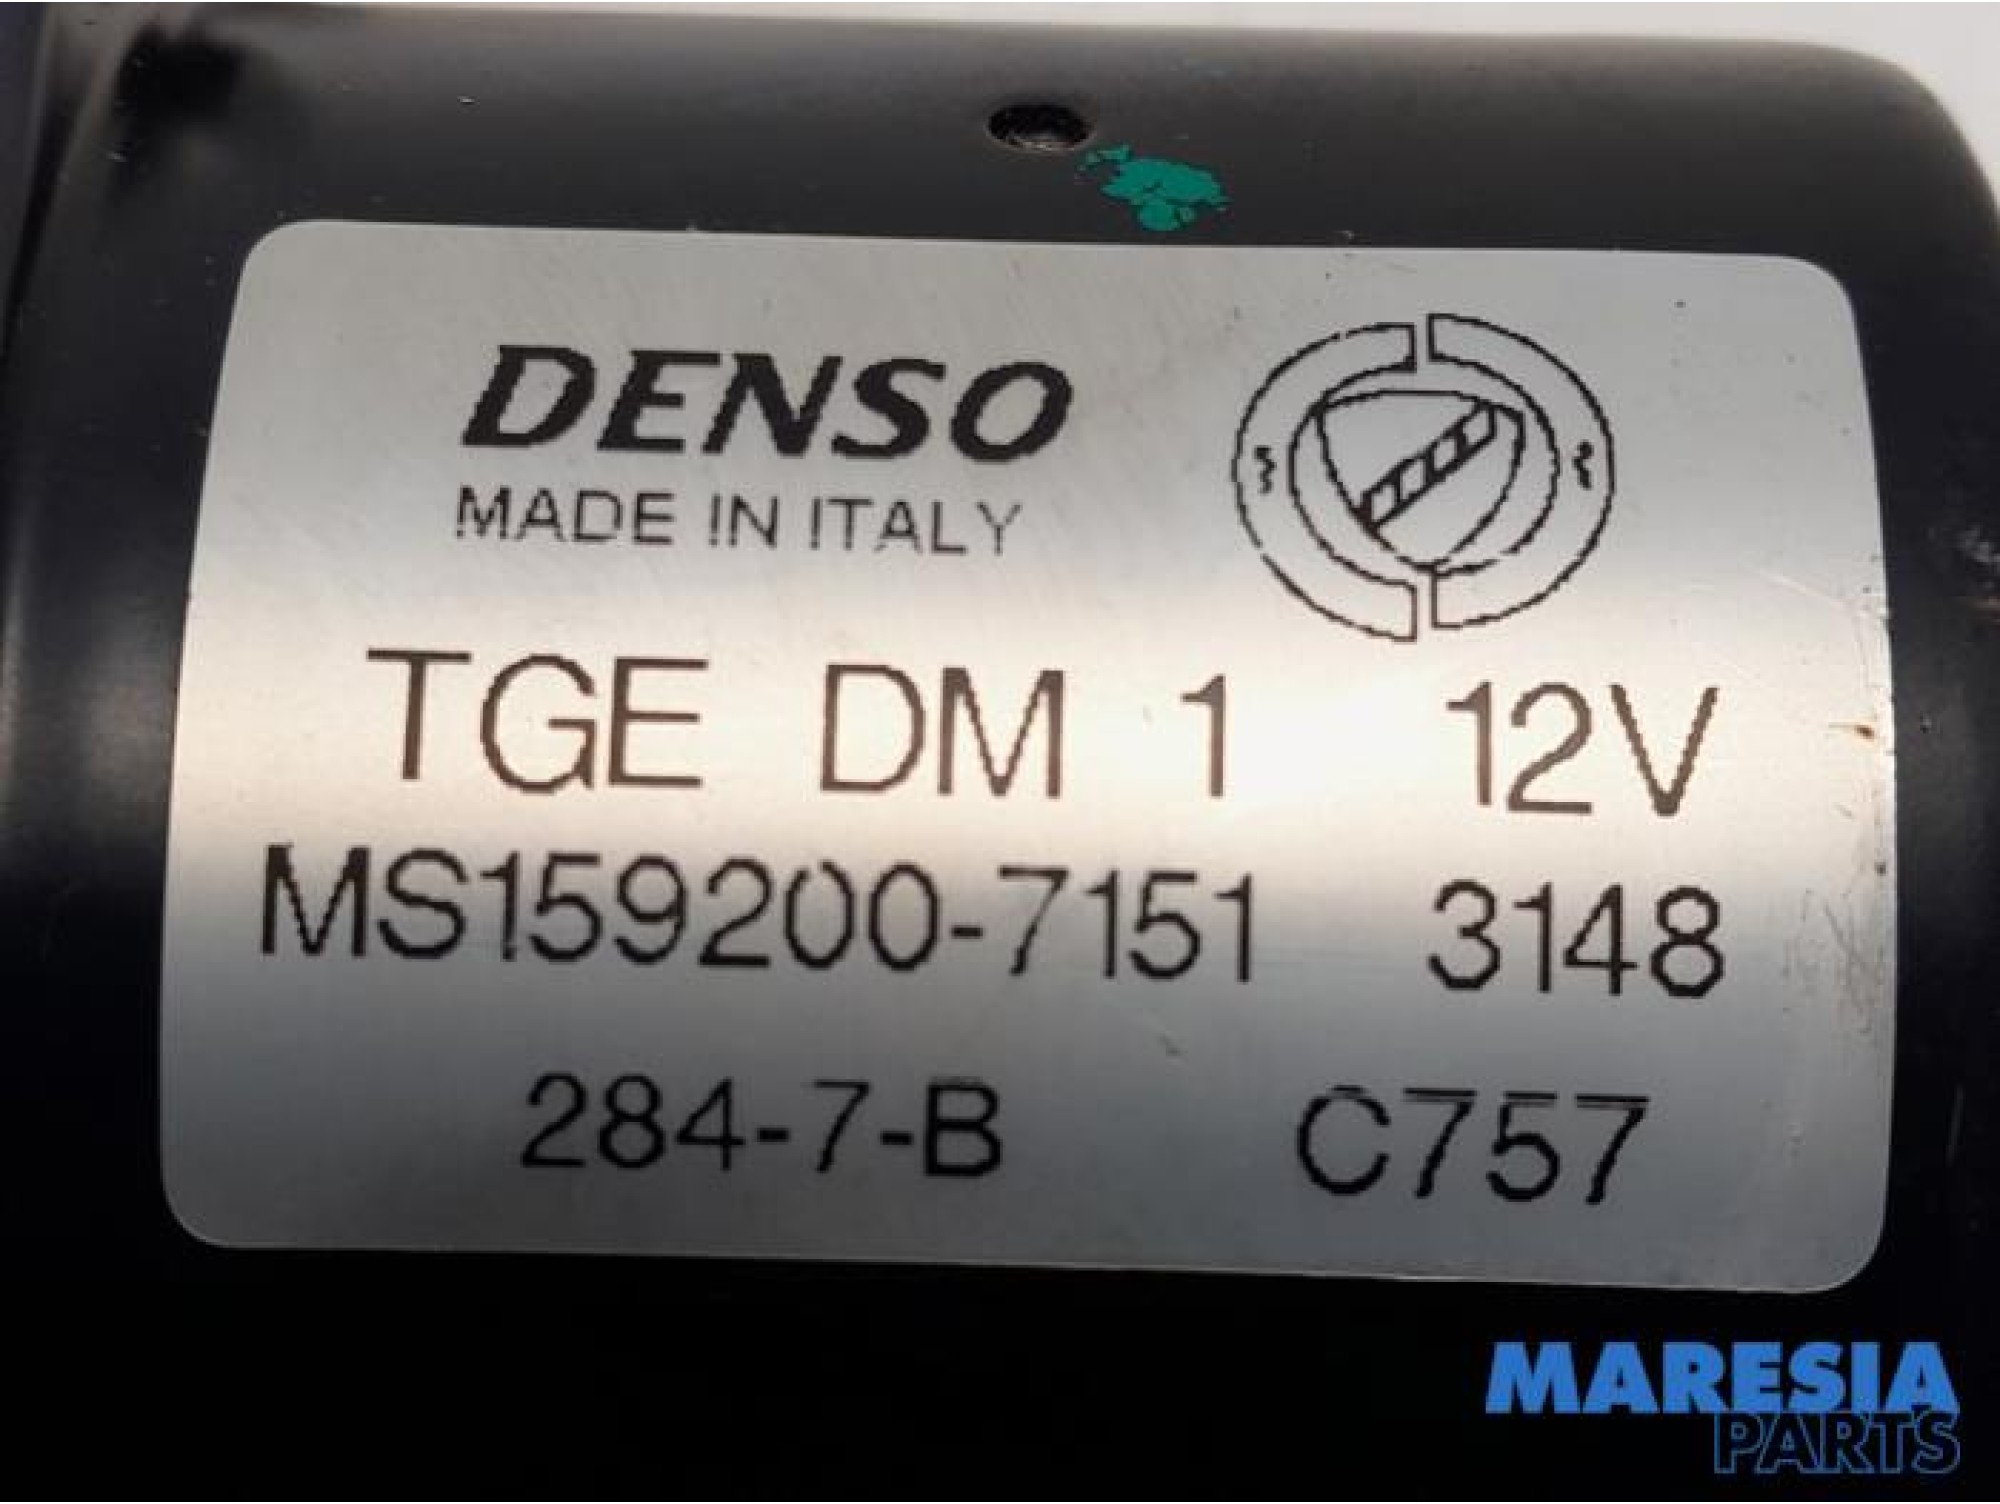 DENSO
MADE IN ITALY
TGE DM 1 12V
MS159200-7151 3148
284-7-B C757
MARESIA
PARTS